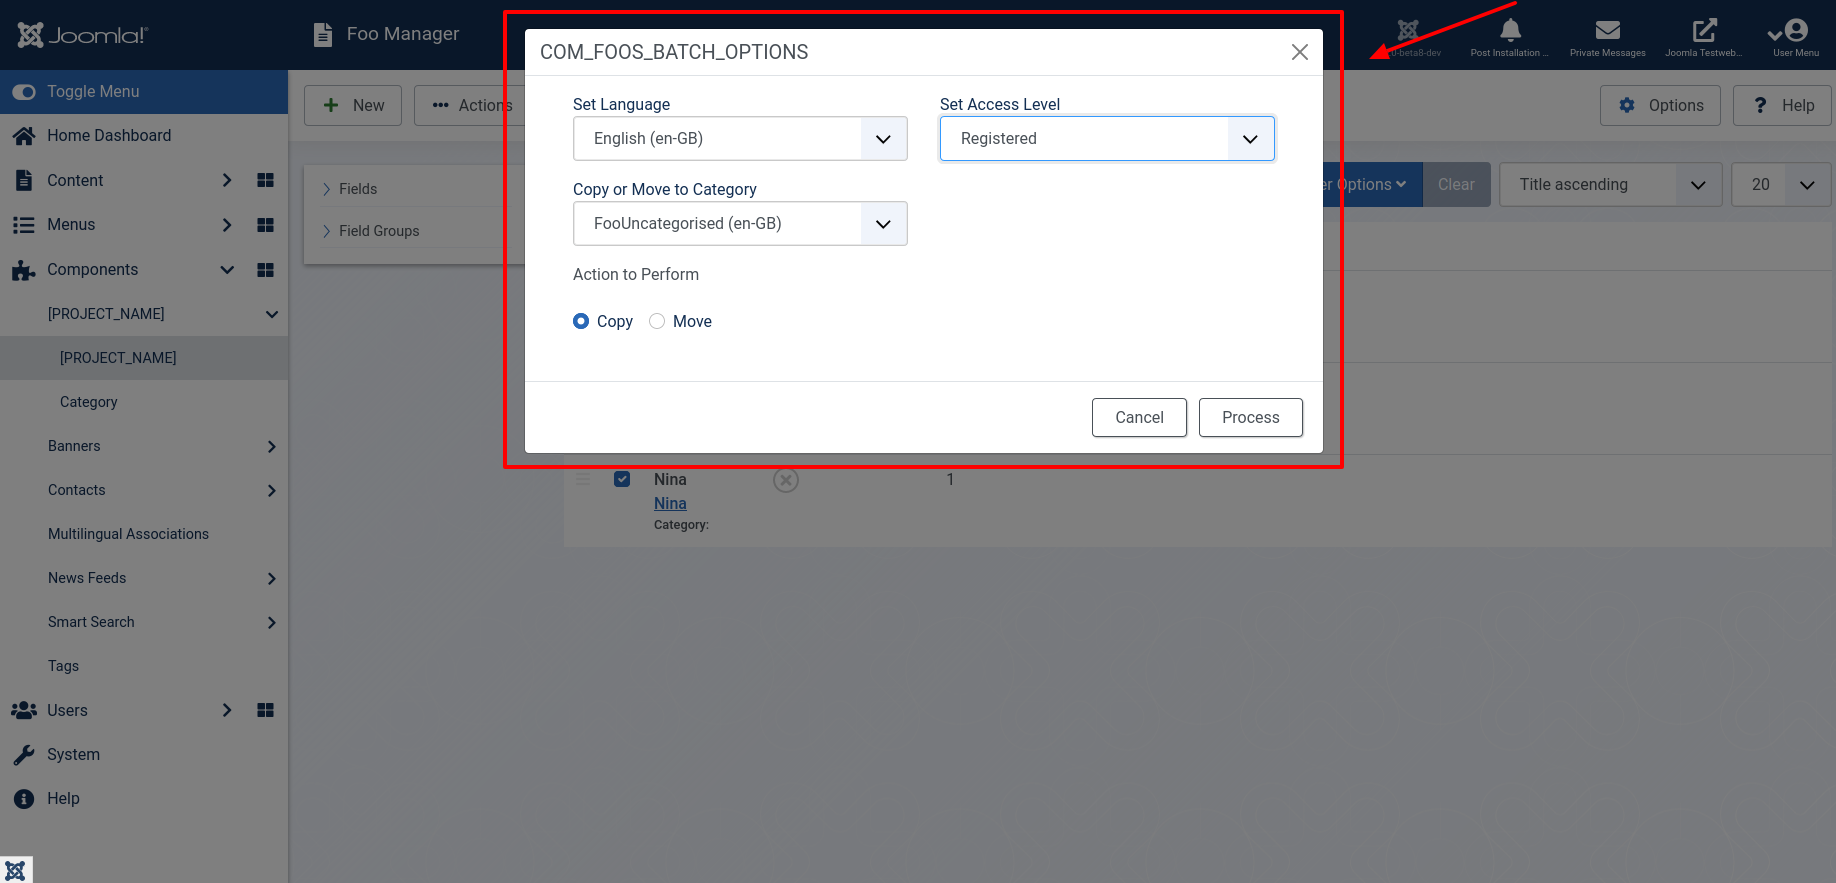 Joomla!®
Foo Manager
0-beta8-dev
Post Installation ...
Private Messages
Joomla Testweb...
User Menu
COM_FOOS_BATCH_OPTIONS
Set Language
English (en-GB)
Set Access Level
Registered
Copy or Move to Category
FooUncategorised (en-GB)
Action to Perform
Copy
Move
Cancel
Process
Toggle Menu
Home Dashboard
Content
Menus
Components
[PROJECT_NAME]
[PROJECT_NAME]
Category
Banners
Contacts
Multilingual Associations
News Feeds
Smart Search
Tags
Users
System
Help
New
Actions
Options
Help
Fields
Field Groups
er Options
Clear
Title ascending
20
Nina
1
Nina
Category: